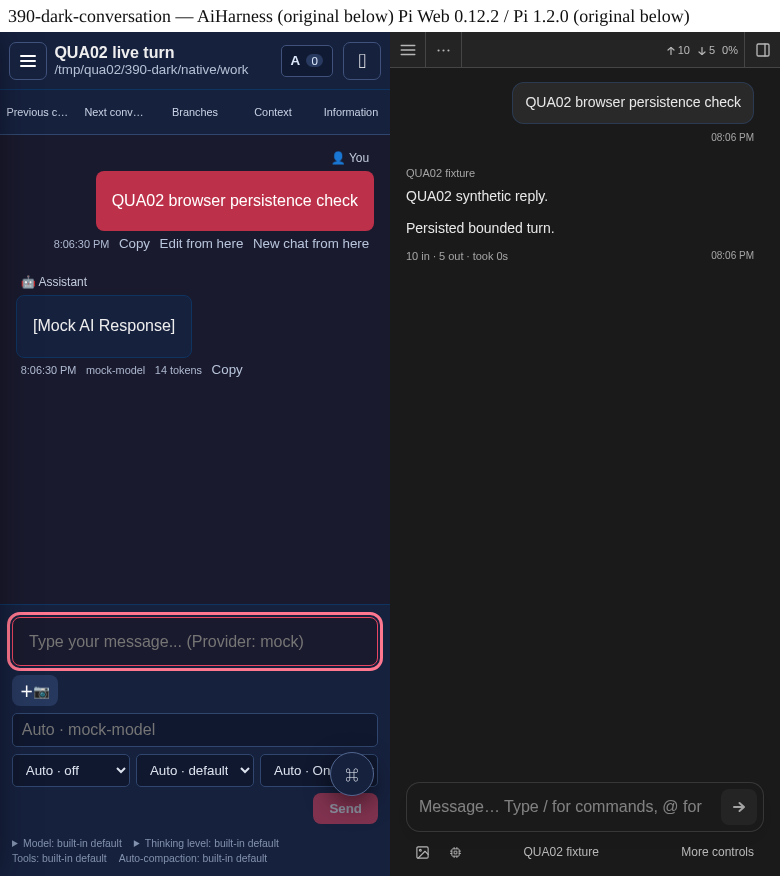 390-dark-conversation — AiHarness (original below) Pi Web 0.12.2 / Pi 1.2.0 (original below)
QUA02 live turn
/tmp/qua02/390-dark/native/work
A 0
Previous c… Next conv… Branches Context Information
You
QUA02 browser persistence check
8:06:30 PM Copy Edit from here New chat from here
Assistant
[Mock AI Response]
8:06:30 PM mock-model 14 tokens Copy
Type your message... (Provider: mock)
Auto · mock-model
Auto · off Auto · default Auto · On
Send
Model: built-in default Thinking level: built-in default
Tools: built-in default Auto-compaction: built-in default
10 5 0%
QUA02 browser persistence check
08:06 PM
QUA02 fixture
QUA02 synthetic reply.
Persisted bounded turn.
10 in · 5 out · took 0s 08:06 PM
Message… Type / for commands, @ for
QUA02 fixture More controls